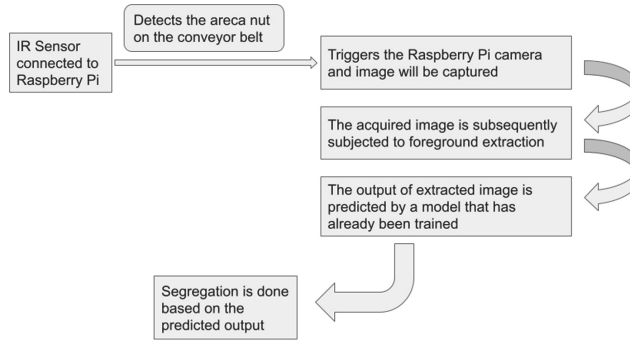 IR Sensor
connected to
Raspberry Pi
Detects the areca nut
on the conveyor belt
Triggers the Raspberry Pi camera
and image will be captured
The acquired image is subsequently
subjected to foreground extraction
The output of extracted image is
predicted by a model that has
already been trained
Segregation is done
based on the
predicted output